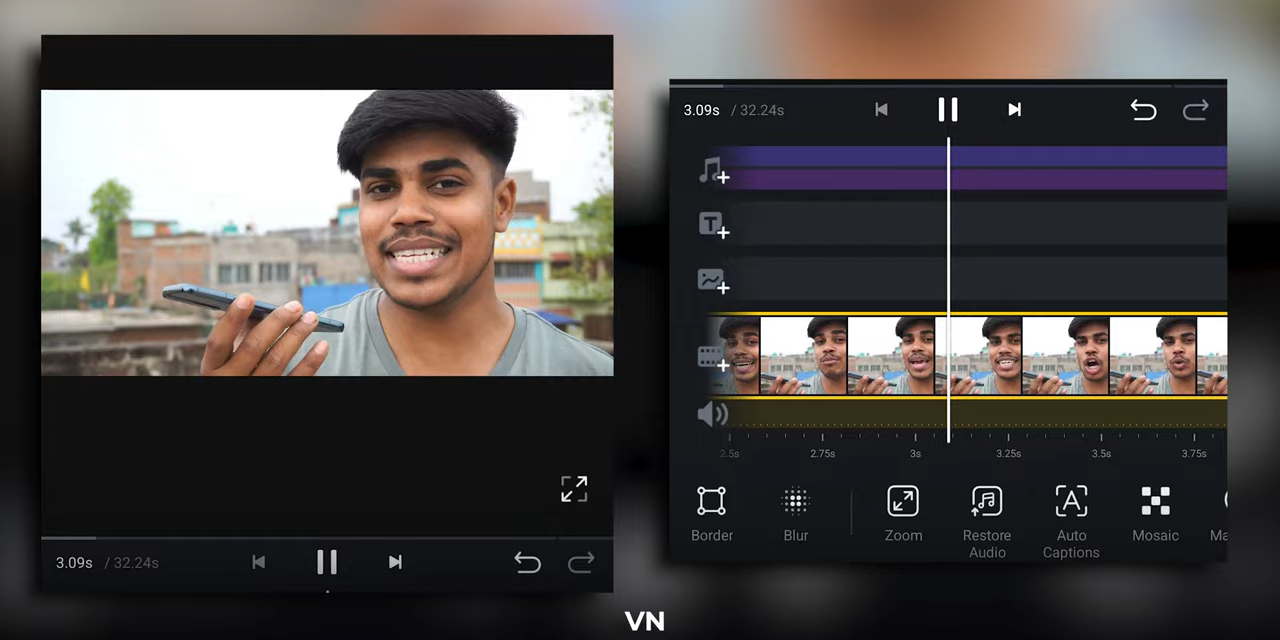 3.09s / 32.24s
3.09s / 32.24s
T
2.5s 2.75s 3s 3.25s 3.5s 3.75s
Border Blur Zoom Restore Audio A Auto Captions Mosaic Ma
VN